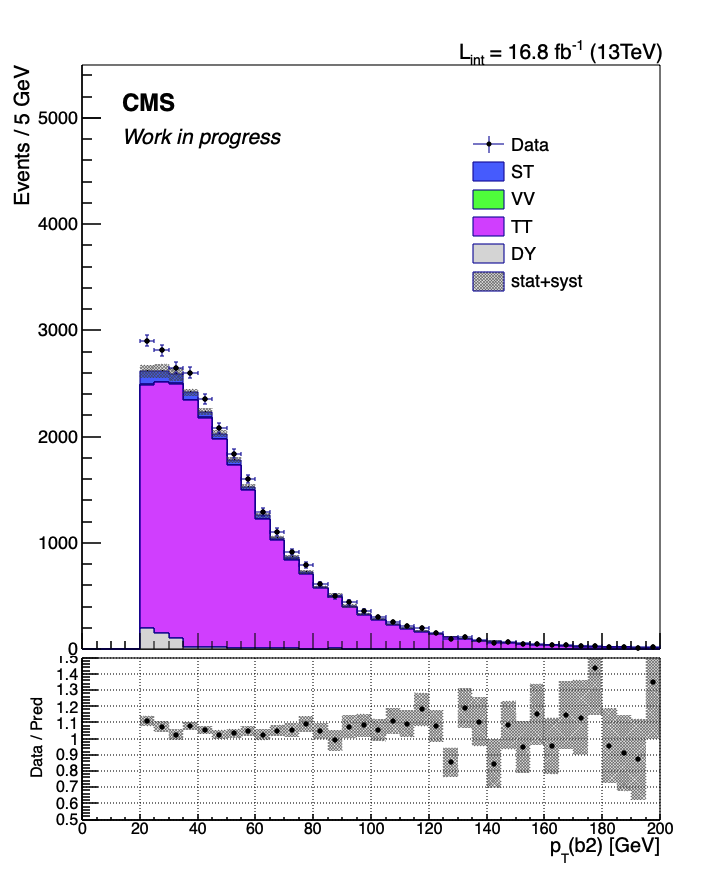 L_int = 16.8 fb⁻¹ (13TeV)
Events / 5 GeV
CMS
Work in progress
Data
ST
VV
TT
DY
stat+syst
5000
4000
3000
2000
1000
0
Data / Pred
1.5
1.4
1.3
1.2
1.1
1
0.9
0.8
0.7
0.6
0.5
0 20 40 60 80 100 120 140 160 180 200
p_T(b2) [GeV]